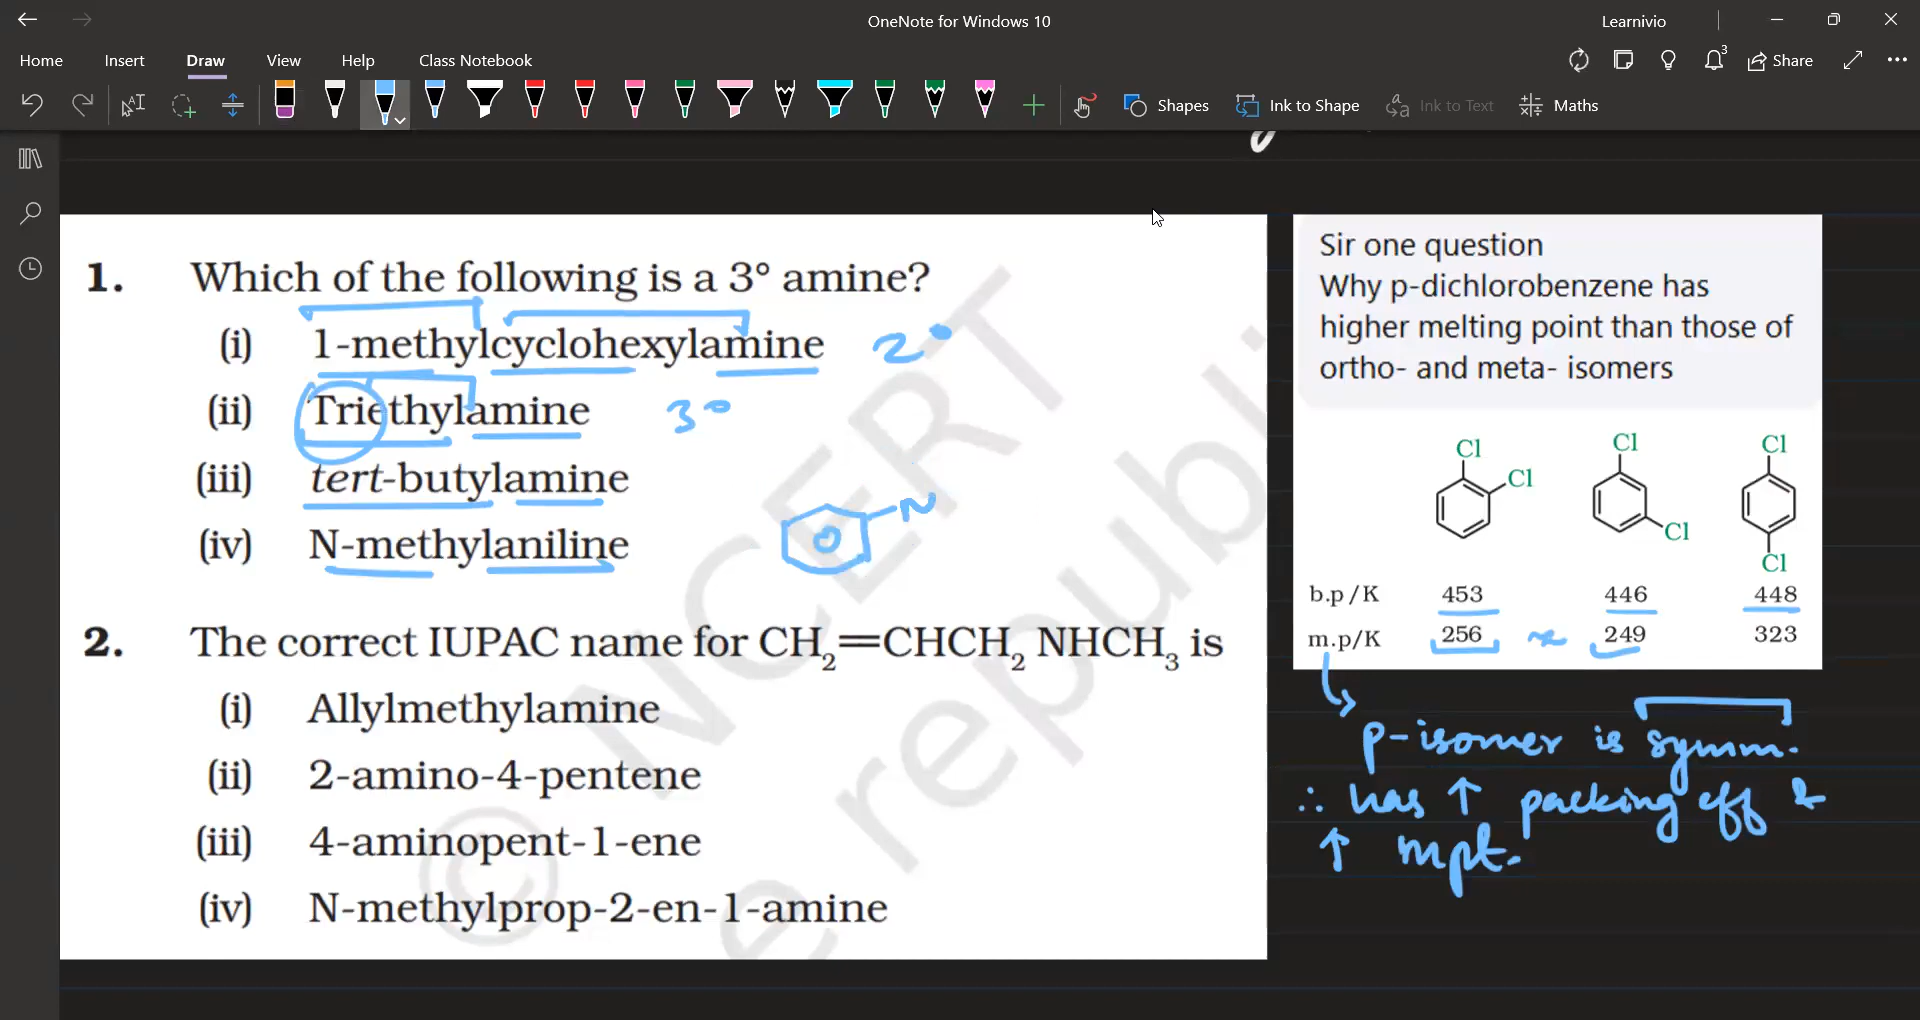 OneNote for Windows 10
Learnivio
Home Insert Draw View Help Class Notebook
3
Share
Shapes Ink to Shape Ink to Text Maths
1. Which of the following is a 3° amine?
(i) 1-methylcyclohexylamine 2°
(ii) Triethylamine 3°
(iii) tert-butylamine
(iv) N-methylaniline
N
2. The correct IUPAC name for CH₂=CHCH₂ NHCH₃ is
(i) Allylmethylamine
(ii) 2-amino-4-pentene
(iii) 4-aminopent-1-ene
(iv) N-methylprop-2-en-1-amine
© NCERT
e republi
Sir one question
Why p-dichlorobenzene has
higher melting point than those of
ortho- and meta- isomers
Cl Cl Cl
Cl Cl Cl
b.p/K 453 446 448
m.p/K 256 ≈ 249 323
p-isomer is symm.
∴ has ↑ packing eff &
↑ mpt.